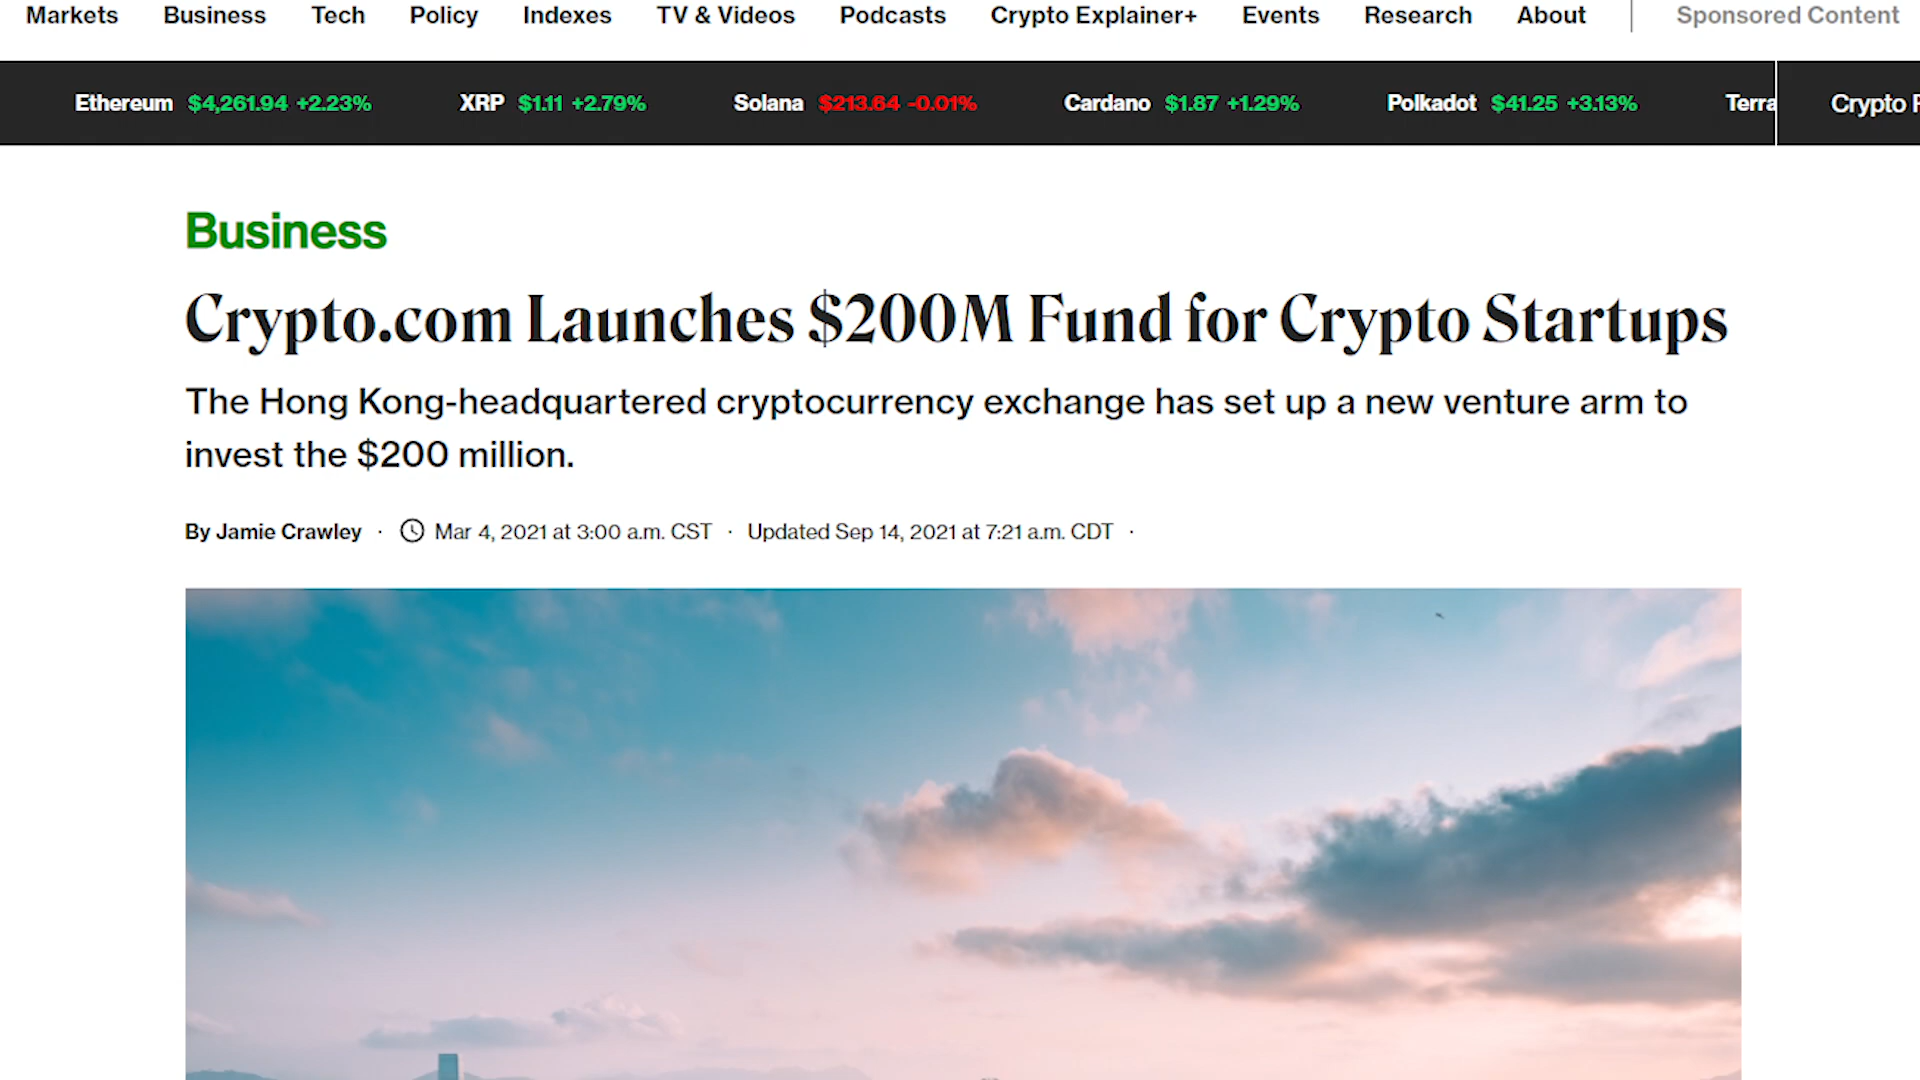 Markets Business Tech Policy Indexes TV & Videos Podcasts Crypto Explainer+ Events Research About Sponsored Content
Ethereum $4,261.94 +2.23% XRP $1.11 +2.79% Solana $213.64 -0.01% Cardano $1.87 +1.29% Polkadot $41.25 +3.13% Terra Crypto
Business
Crypto.com Launches $200M Fund for Crypto Startups
The Hong Kong-headquartered cryptocurrency exchange has set up a new venture arm to
invest the $200 million.
By Jamie Crawley · Mar 4, 2021 at 3:00 a.m. CST · Updated Sep 14, 2021 at 7:21 a.m. CDT ·